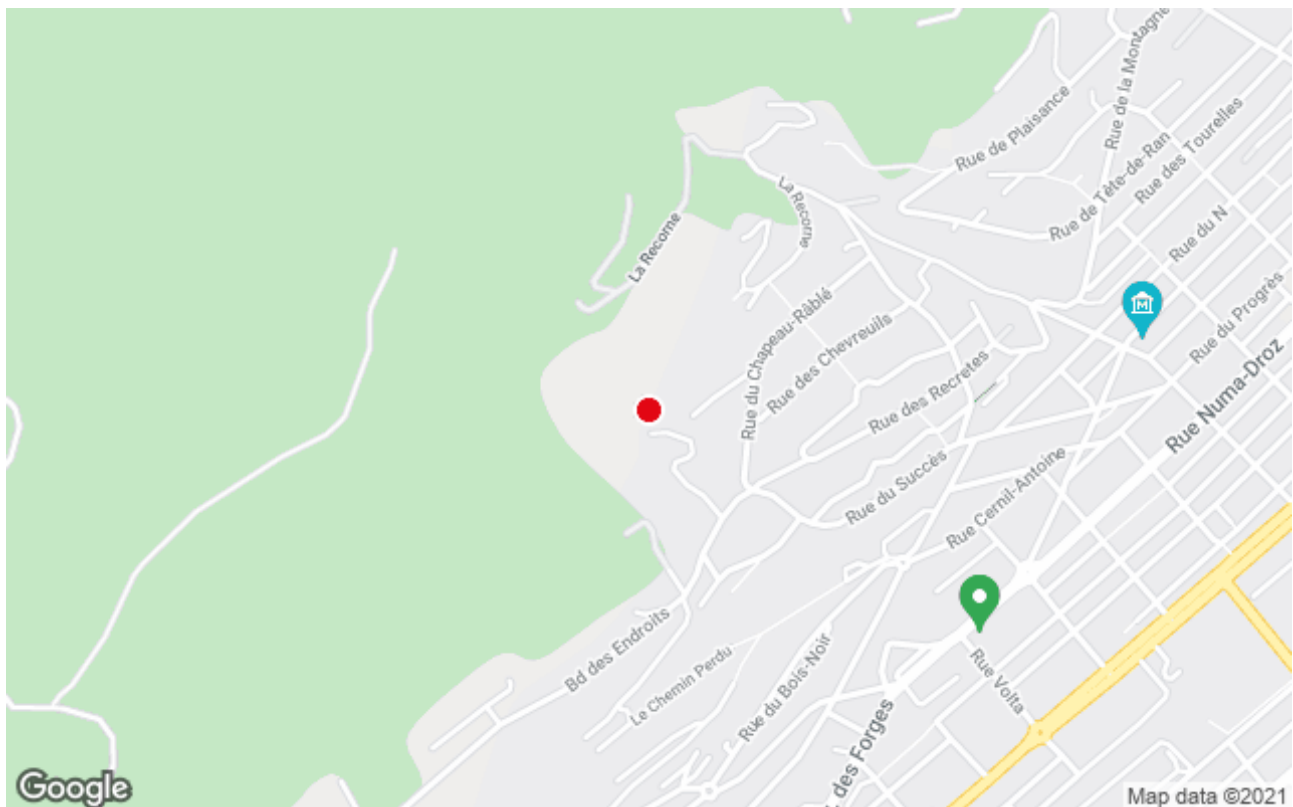 Rue de la Montagne
Rue de Plaisance
Rue des Tourelles
Rue de Tête-de-Ran
La Recorne
La Recorne
Rue du N
Rue du Progrès
Rue du Chapeau-Râblé
Rue des Chevreuils
Rue des Recretes
Rue Numa-Droz
Rue du Succès
Rue Cernil-Antoine
Bd des Endroits
Le Chemin Perdu
Rue du Bois-Noir
Rue Volta
des Forges
M
Google
Map data ©2021